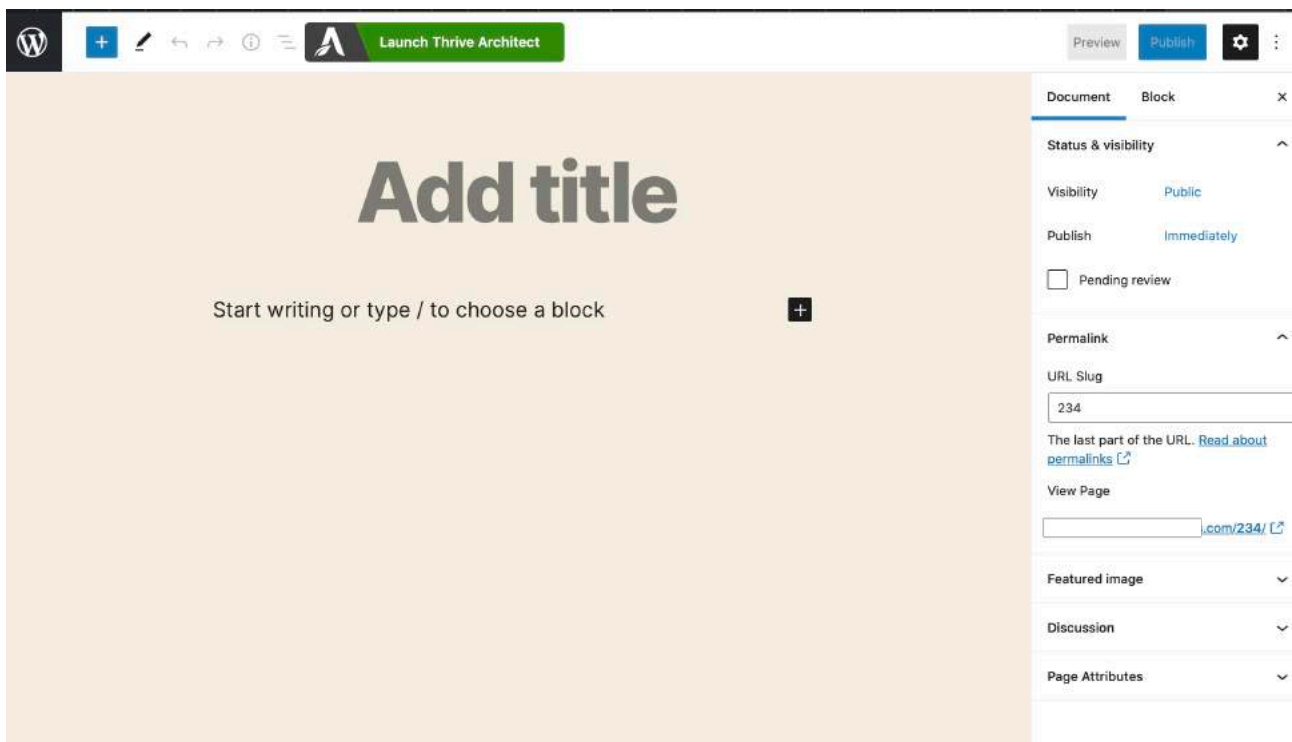 Launch Thrive Architect
Preview
Publish
Add title
Start writing or type / to choose a block
Document Block
Status & visibility
Visibility Public
Publish Immediately
Pending review
Permalink
URL Slug
234
The last part of the URL. Read about
permalinks
View Page
.com/234/
Featured image
Discussion
Page Attributes